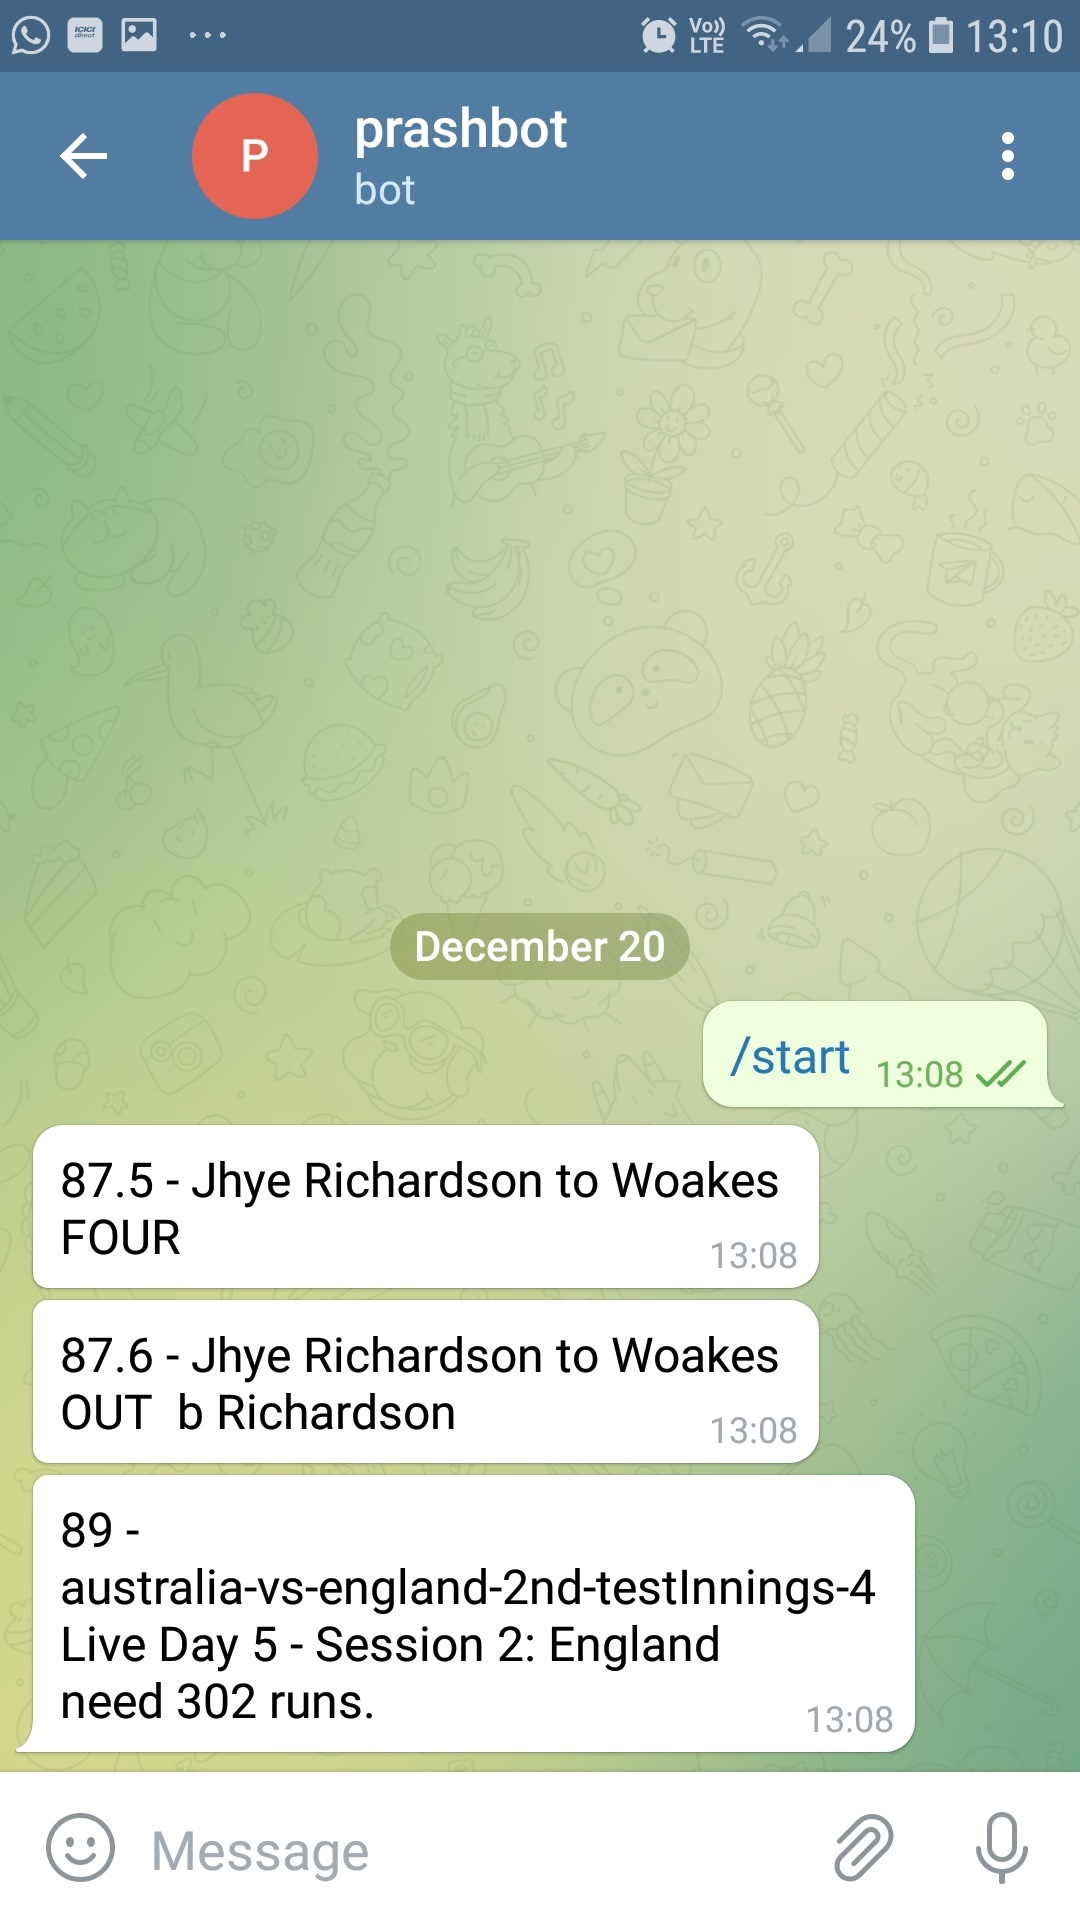 ICICI direct
Vo)) LTE 24% 13:10
P
prashbot
bot
December 20
/start 13:08
87.5 - Jhye Richardson to Woakes
FOUR 13:08
87.6 - Jhye Richardson to Woakes
OUT  b Richardson 13:08
89 -
australia-vs-england-2nd-testInnings-4
Live Day 5 - Session 2: England
need 302 runs. 13:08
Message